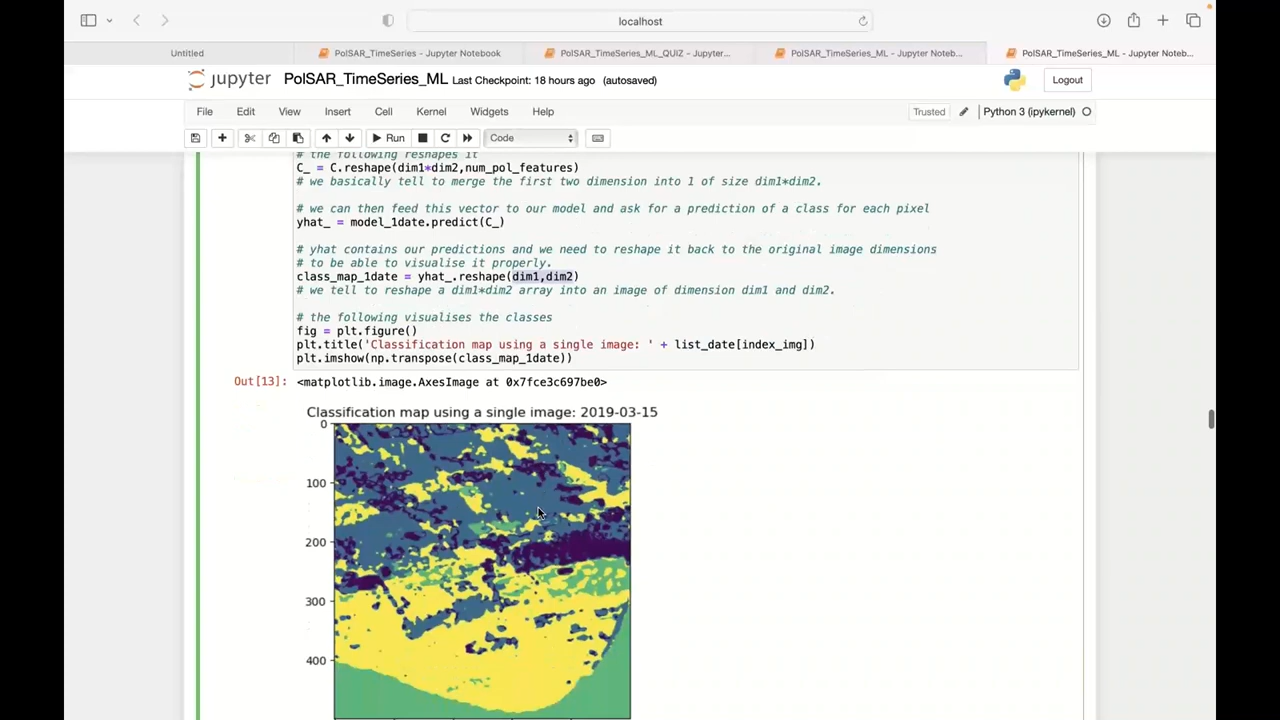 localhost
Untitled
PolSAR_TimeSeries - Jupyter Notebook
PolSAR_TimeSeries_ML_QUIZ - Jupyter...
PolSAR_TimeSeries_ML - Jupyter Noteb...
PolSAR_TimeSeries_ML - Jupyter Noteb...
jupyter PolSAR_TimeSeries_ML Last Checkpoint: 18 hours ago (autosaved)
Logout
File Edit View Insert Cell Kernel Widgets Help
Trusted
Python 3 (ipykernel)
Run
Code
# the following reshapes it
C_ = C.reshape(dim1*dim2,num_pol_features)
# we basically tell to merge the first two dimension into 1 of size dim1*dim2.
# we can then feed this vector to our model and ask for a prediction of a class for each pixel
yhat_ = model_1date.predict(C_)
# yhat contains our predictions and we need to reshape it back to the original image dimensions
# to be able to visualise it properly.
class_map_1date = yhat_.reshape(dim1,dim2)
# we tell to reshape a dim1*dim2 array into an image of dimension dim1 and dim2.
# the following visualises the classes
fig = plt.figure()
plt.title('Classification map using a single image: ' + list_date[index_img])
plt.imshow(np.transpose(class_map_1date))
Out[13]: <matplotlib.image.AxesImage at 0x7fce3c697be0>
Classification map using a single image: 2019-03-15
0
100
200
300
400